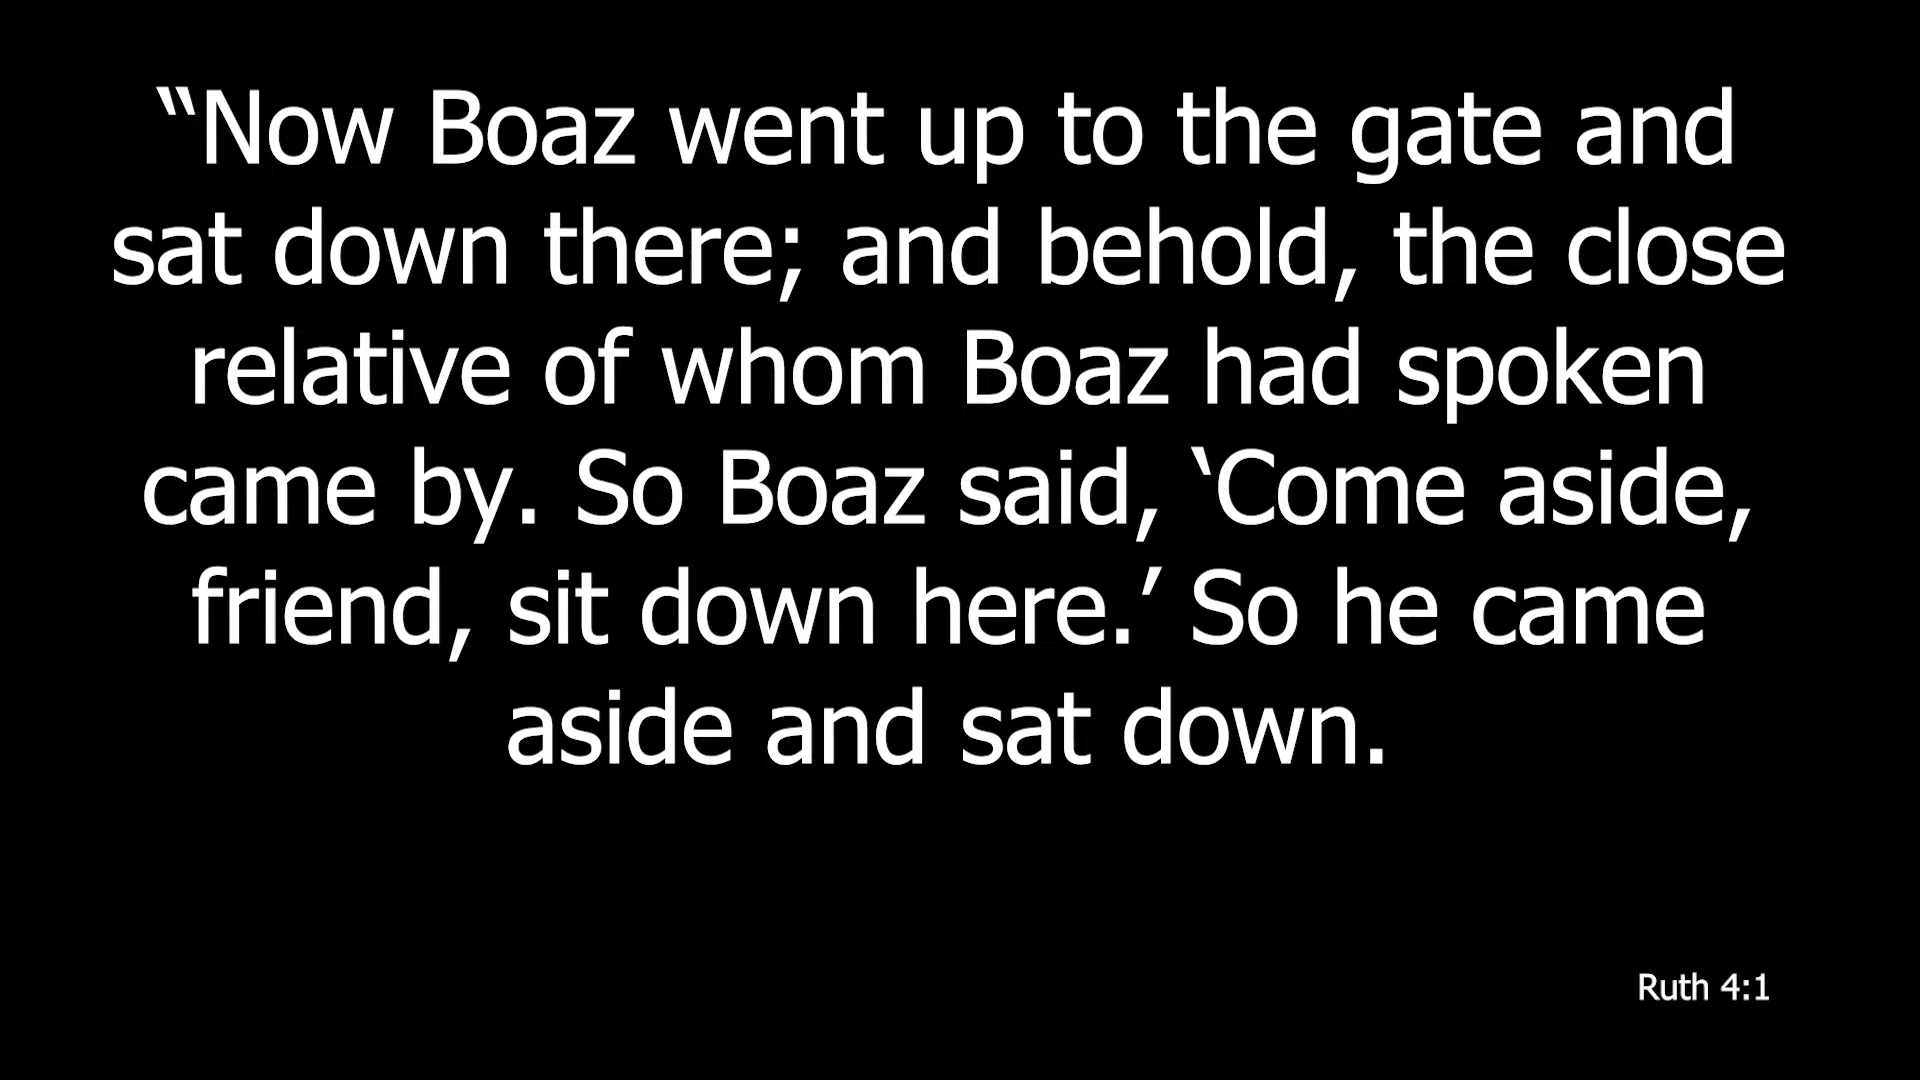 “Now Boaz went up to the gate and
sat down there; and behold, the close
relative of whom Boaz had spoken
came by. So Boaz said, ‘Come aside,
friend, sit down here.’ So he came
aside and sat down.
Ruth 4:1